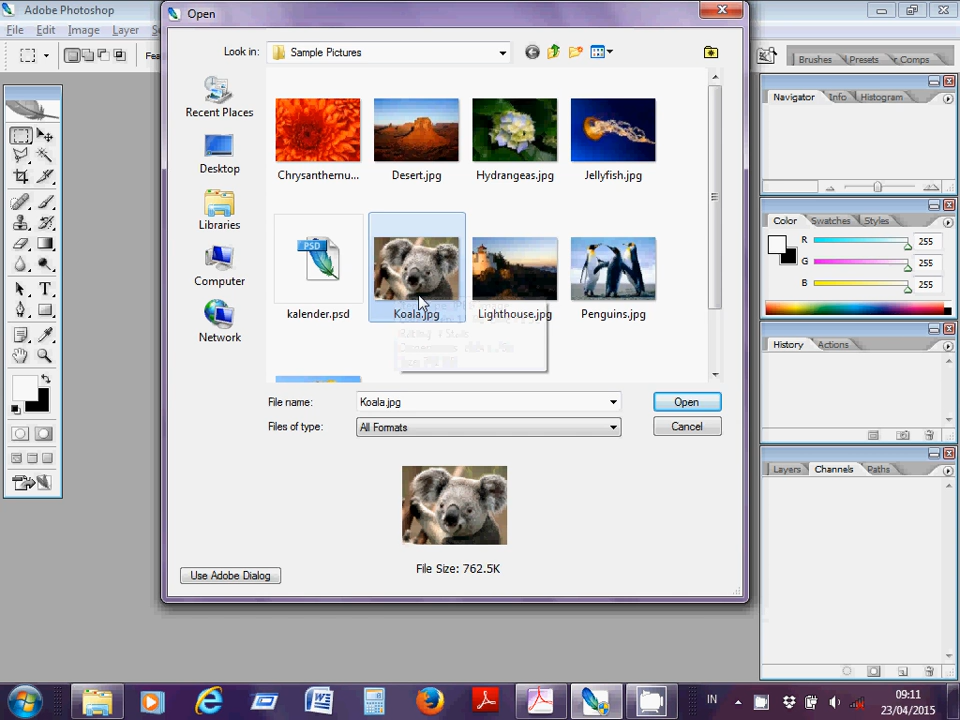 Adobe Photoshop
Open
File Edit Image Layer
Look in: Sample Pictures
Brushes Presets Comps
Recent Places
Desktop
Libraries
Computer
Network
Chrysanthemu... Desert.jpg Hydrangeas.jpg Jellyfish.jpg
PSD
kalender.psd Koala.jpg Lighthouse.jpg Penguins.jpg
File name: Koala.jpg Open
Files of type: All Formats Cancel
File Size: 762.5K
Use Adobe Dialog
Navigator Info Histogram
Color Swatches Styles
R 255
G 255
B 255
History Actions
Layers Channels Paths
T
W
IN
09:11
23/04/2015